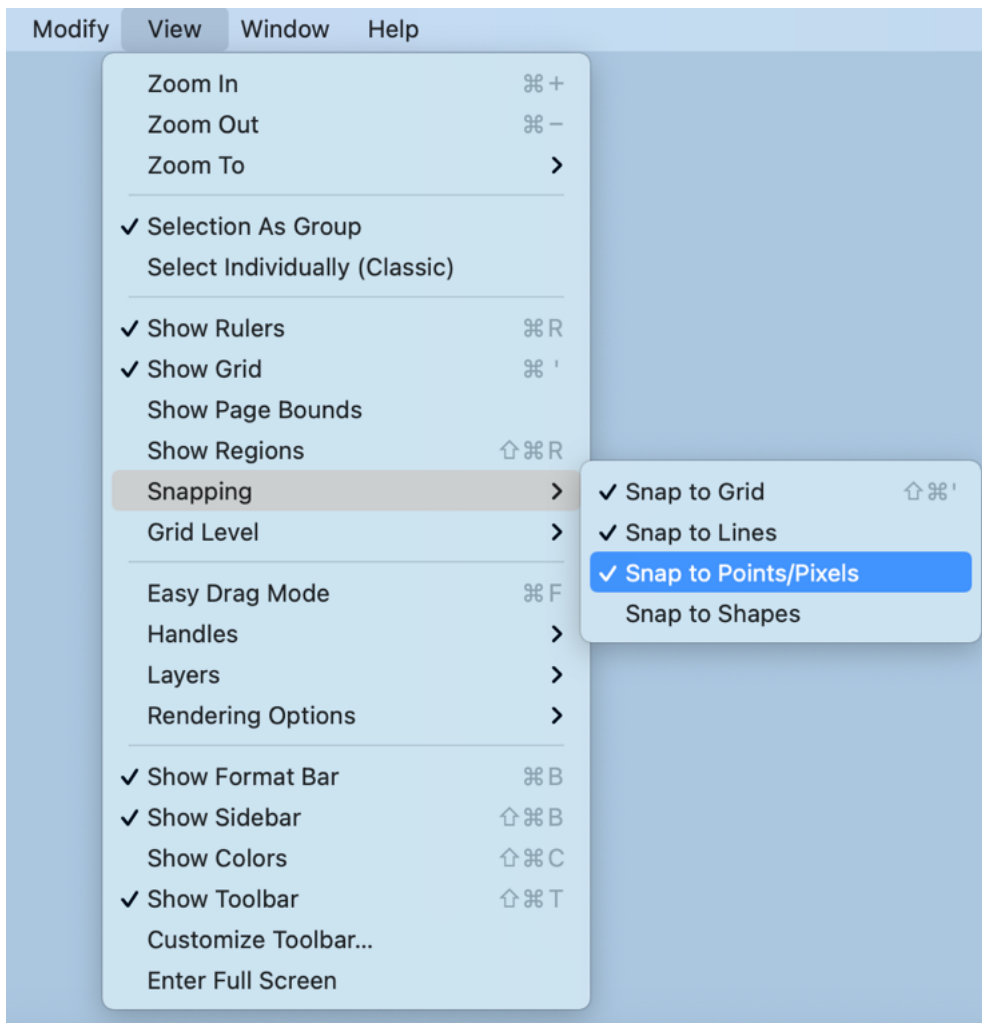 Modify View Window Help
Zoom In ⌘ +
Zoom Out ⌘ −
Zoom To
✓ Selection As Group
Select Individually (Classic)
✓ Show Rulers ⌘ R
✓ Show Grid ⌘ '
Show Page Bounds
Show Regions ⇧ ⌘ R
Snapping
Grid Level
Easy Drag Mode ⌘ F
Handles
Layers
Rendering Options
✓ Show Format Bar ⌘ B
✓ Show Sidebar ⇧ ⌘ B
Show Colors ⇧ ⌘ C
✓ Show Toolbar ⇧ ⌘ T
Customize Toolbar...
Enter Full Screen
✓ Snap to Grid ⇧ ⌘ '
✓ Snap to Lines
✓ Snap to Points/Pixels
Snap to Shapes